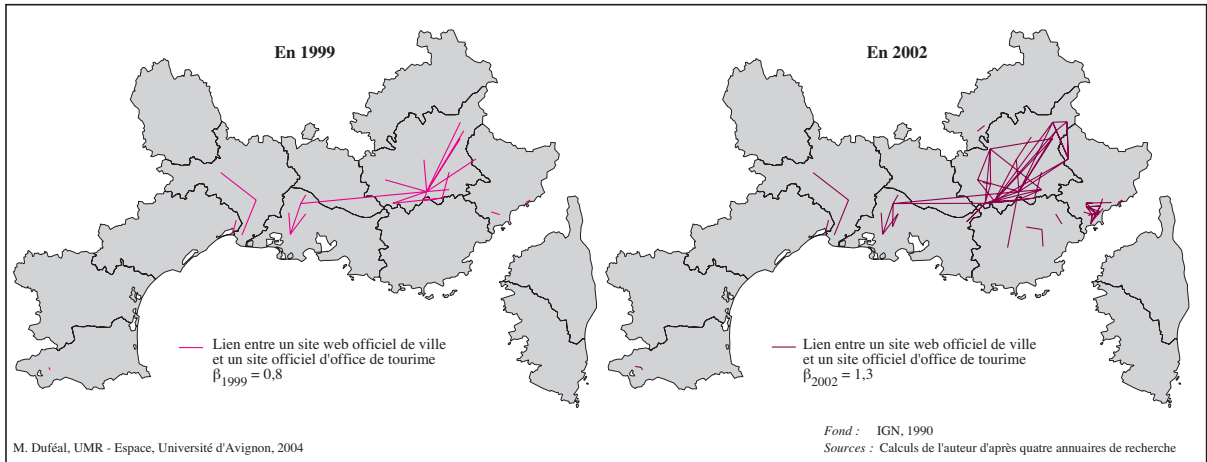 En 1999
En 2002
Lien entre un site web officiel de ville
et un site officiel d'office de tourime
β1999 = 0,8
Lien entre un site web officiel de ville
et un site officiel d'office de tourime
β2002 = 1,3
M. Duféal, UMR - Espace, Université d'Avignon, 2004
Fond : IGN, 1990
Sources : Calculs de l'auteur d'après quatre annuaires de recherche